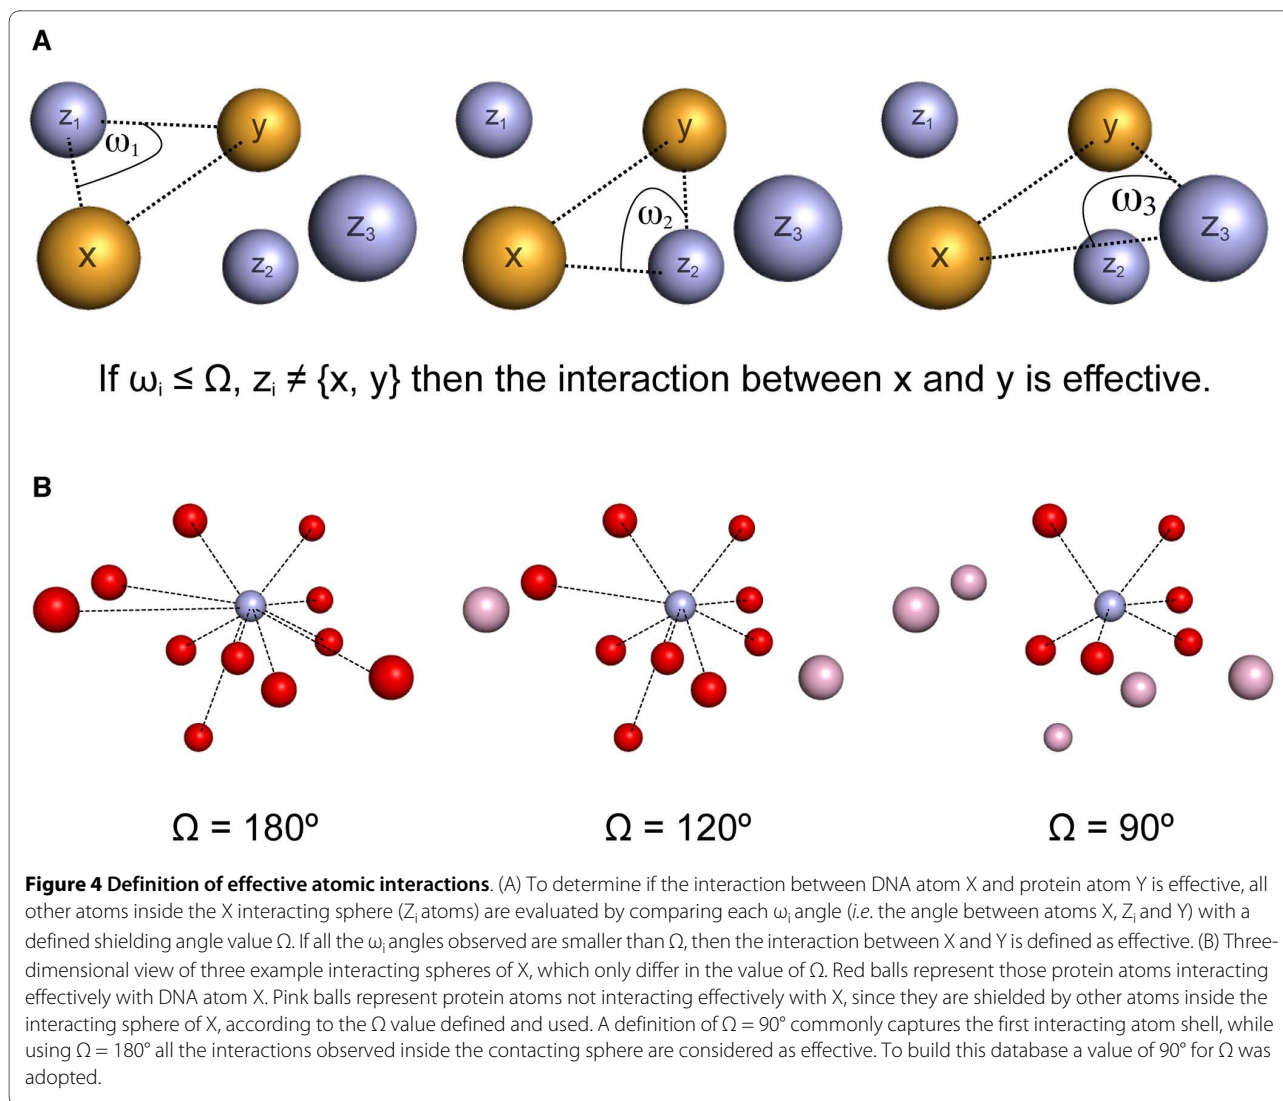 A
z₁ y z₁ y z₁ y
ω₁ ω₂ ω₃
x z₂ z₃ x z₂ z₃ x z₂ z₃
If ωᵢ ≤ Ω, zᵢ ≠ {x, y} then the interaction between x and y is effective.
B
Ω = 180º Ω = 120º Ω = 90º
Figure 4 Definition of effective atomic interactions. (A) To determine if the interaction between DNA atom X and protein atom Y is effective, all
other atoms inside the X interacting sphere (Zᵢ atoms) are evaluated by comparing each ωᵢ angle (i.e. the angle between atoms X, Zᵢ and Y) with a
defined shielding angle value Ω. If all the ωᵢ angles observed are smaller than Ω, then the interaction between X and Y is defined as effective. (B) Three-
dimensional view of three example interacting spheres of X, which only differ in the value of Ω. Red balls represent those protein atoms interacting
effectively with DNA atom X. Pink balls represent protein atoms not interacting effectively with X, since they are shielded by other atoms inside the
interacting sphere of X, according to the Ω value defined and used. A definition of Ω = 90° commonly captures the first interacting atom shell, while
using Ω = 180° all the interactions observed inside the contacting sphere are considered as effective. To build this database a value of 90° for Ω was
adopted.